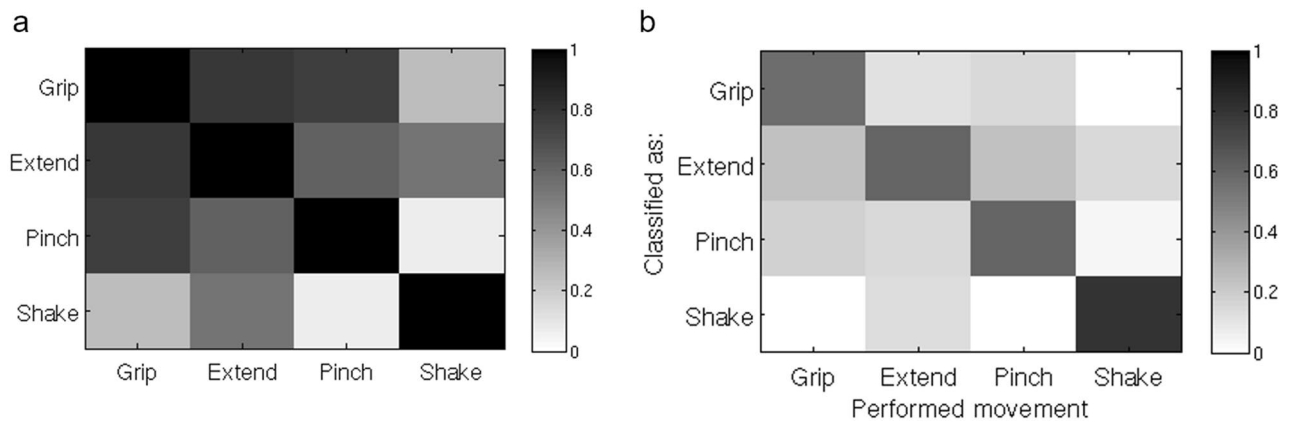 a
Grip
Extend
Pinch
Shake
Grip Extend Pinch Shake
1
0.8
0.6
0.4
0.2
0
b
Classified as:
Grip
Extend
Pinch
Shake
Grip Extend Pinch Shake
Performed movement
1
0.8
0.6
0.4
0.2
0